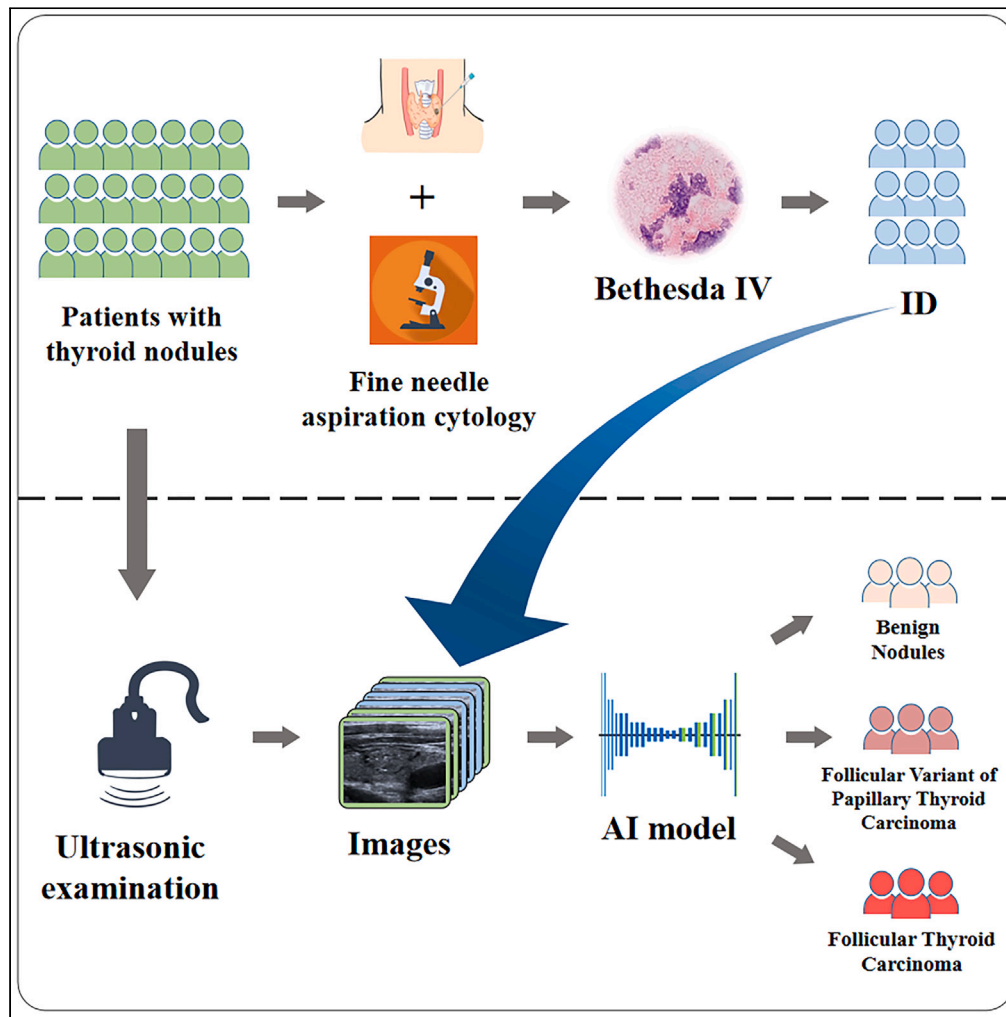 Patients with
thyroid nodules
+
Fine needle
aspiration cytology
Bethesda IV
ID
Ultrasonic
examination
Images
AI model
Benign
Nodules
Follicular Variant of
Papillary Thyroid
Carcinoma
Follicular Thyroid
Carcinoma